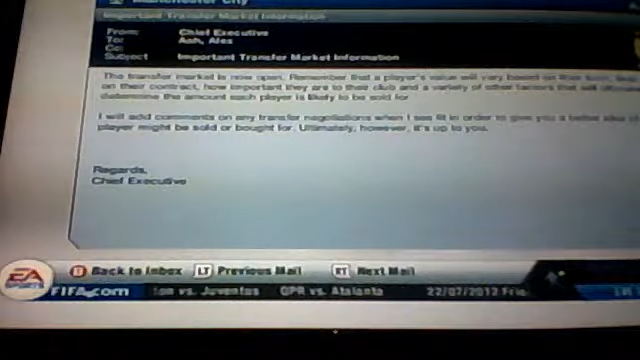 Manchester City
Important Transfer Market Information
From: Chief Executive
To: Ash, Alex
Cc:
Subject Important Transfer Market Information
The transfer market is now open. Remember that a player's value will vary based on their form,
on their contract, how important they are to their club and a variety of other factors that will
determine the amount each player is likely to be sold for
I will add comments on any transfer negotiations when I see fit in order to give you a better idea of
player might be sold or bought for. Ultimately, however, it's up to you.
Regards,
Chief Executive
B Back to Inbox LT Previous Mail RT Next Mail
EA SPORTS
FIFA.com vs. Juventus QPR vs. Atalanta 22/07/2012